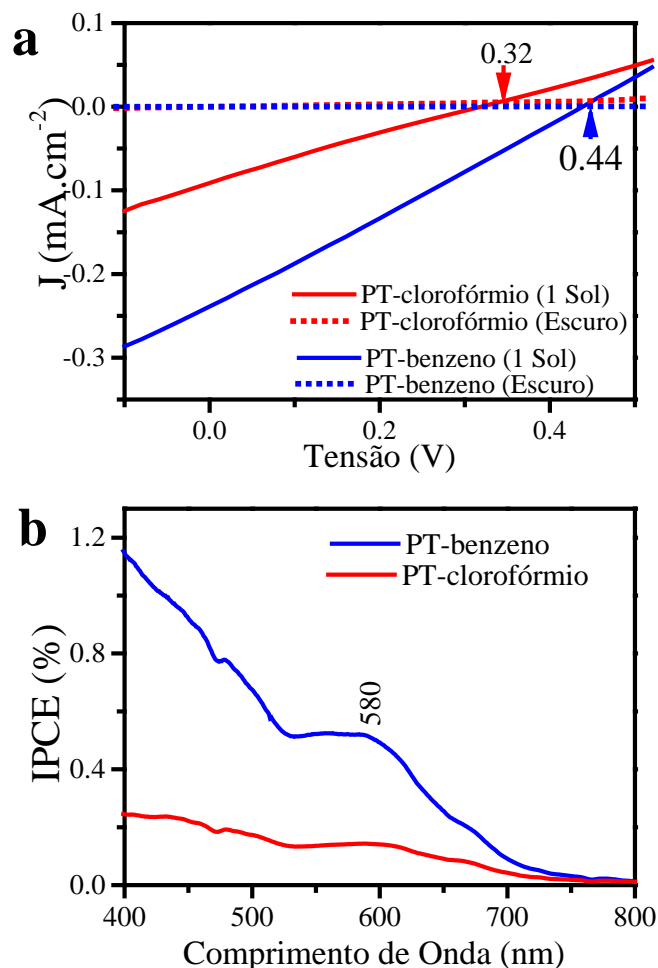 a
0.1
0.0
-0.1
-0.2
-0.3
J (mA.cm-2)
0.32
0.44
PT-clorofórmio (1 Sol)
PT-clorofórmio (Escuro)
PT-benzeno (1 Sol)
PT-benzeno (Escuro)
0.0 0.2 0.4
Tensão (V)
b
1.2
0.8
0.4
0.0
IPCE (%)
PT-benzeno
PT-clorofórmio
580
400 500 600 700 800
Comprimento de Onda (nm)